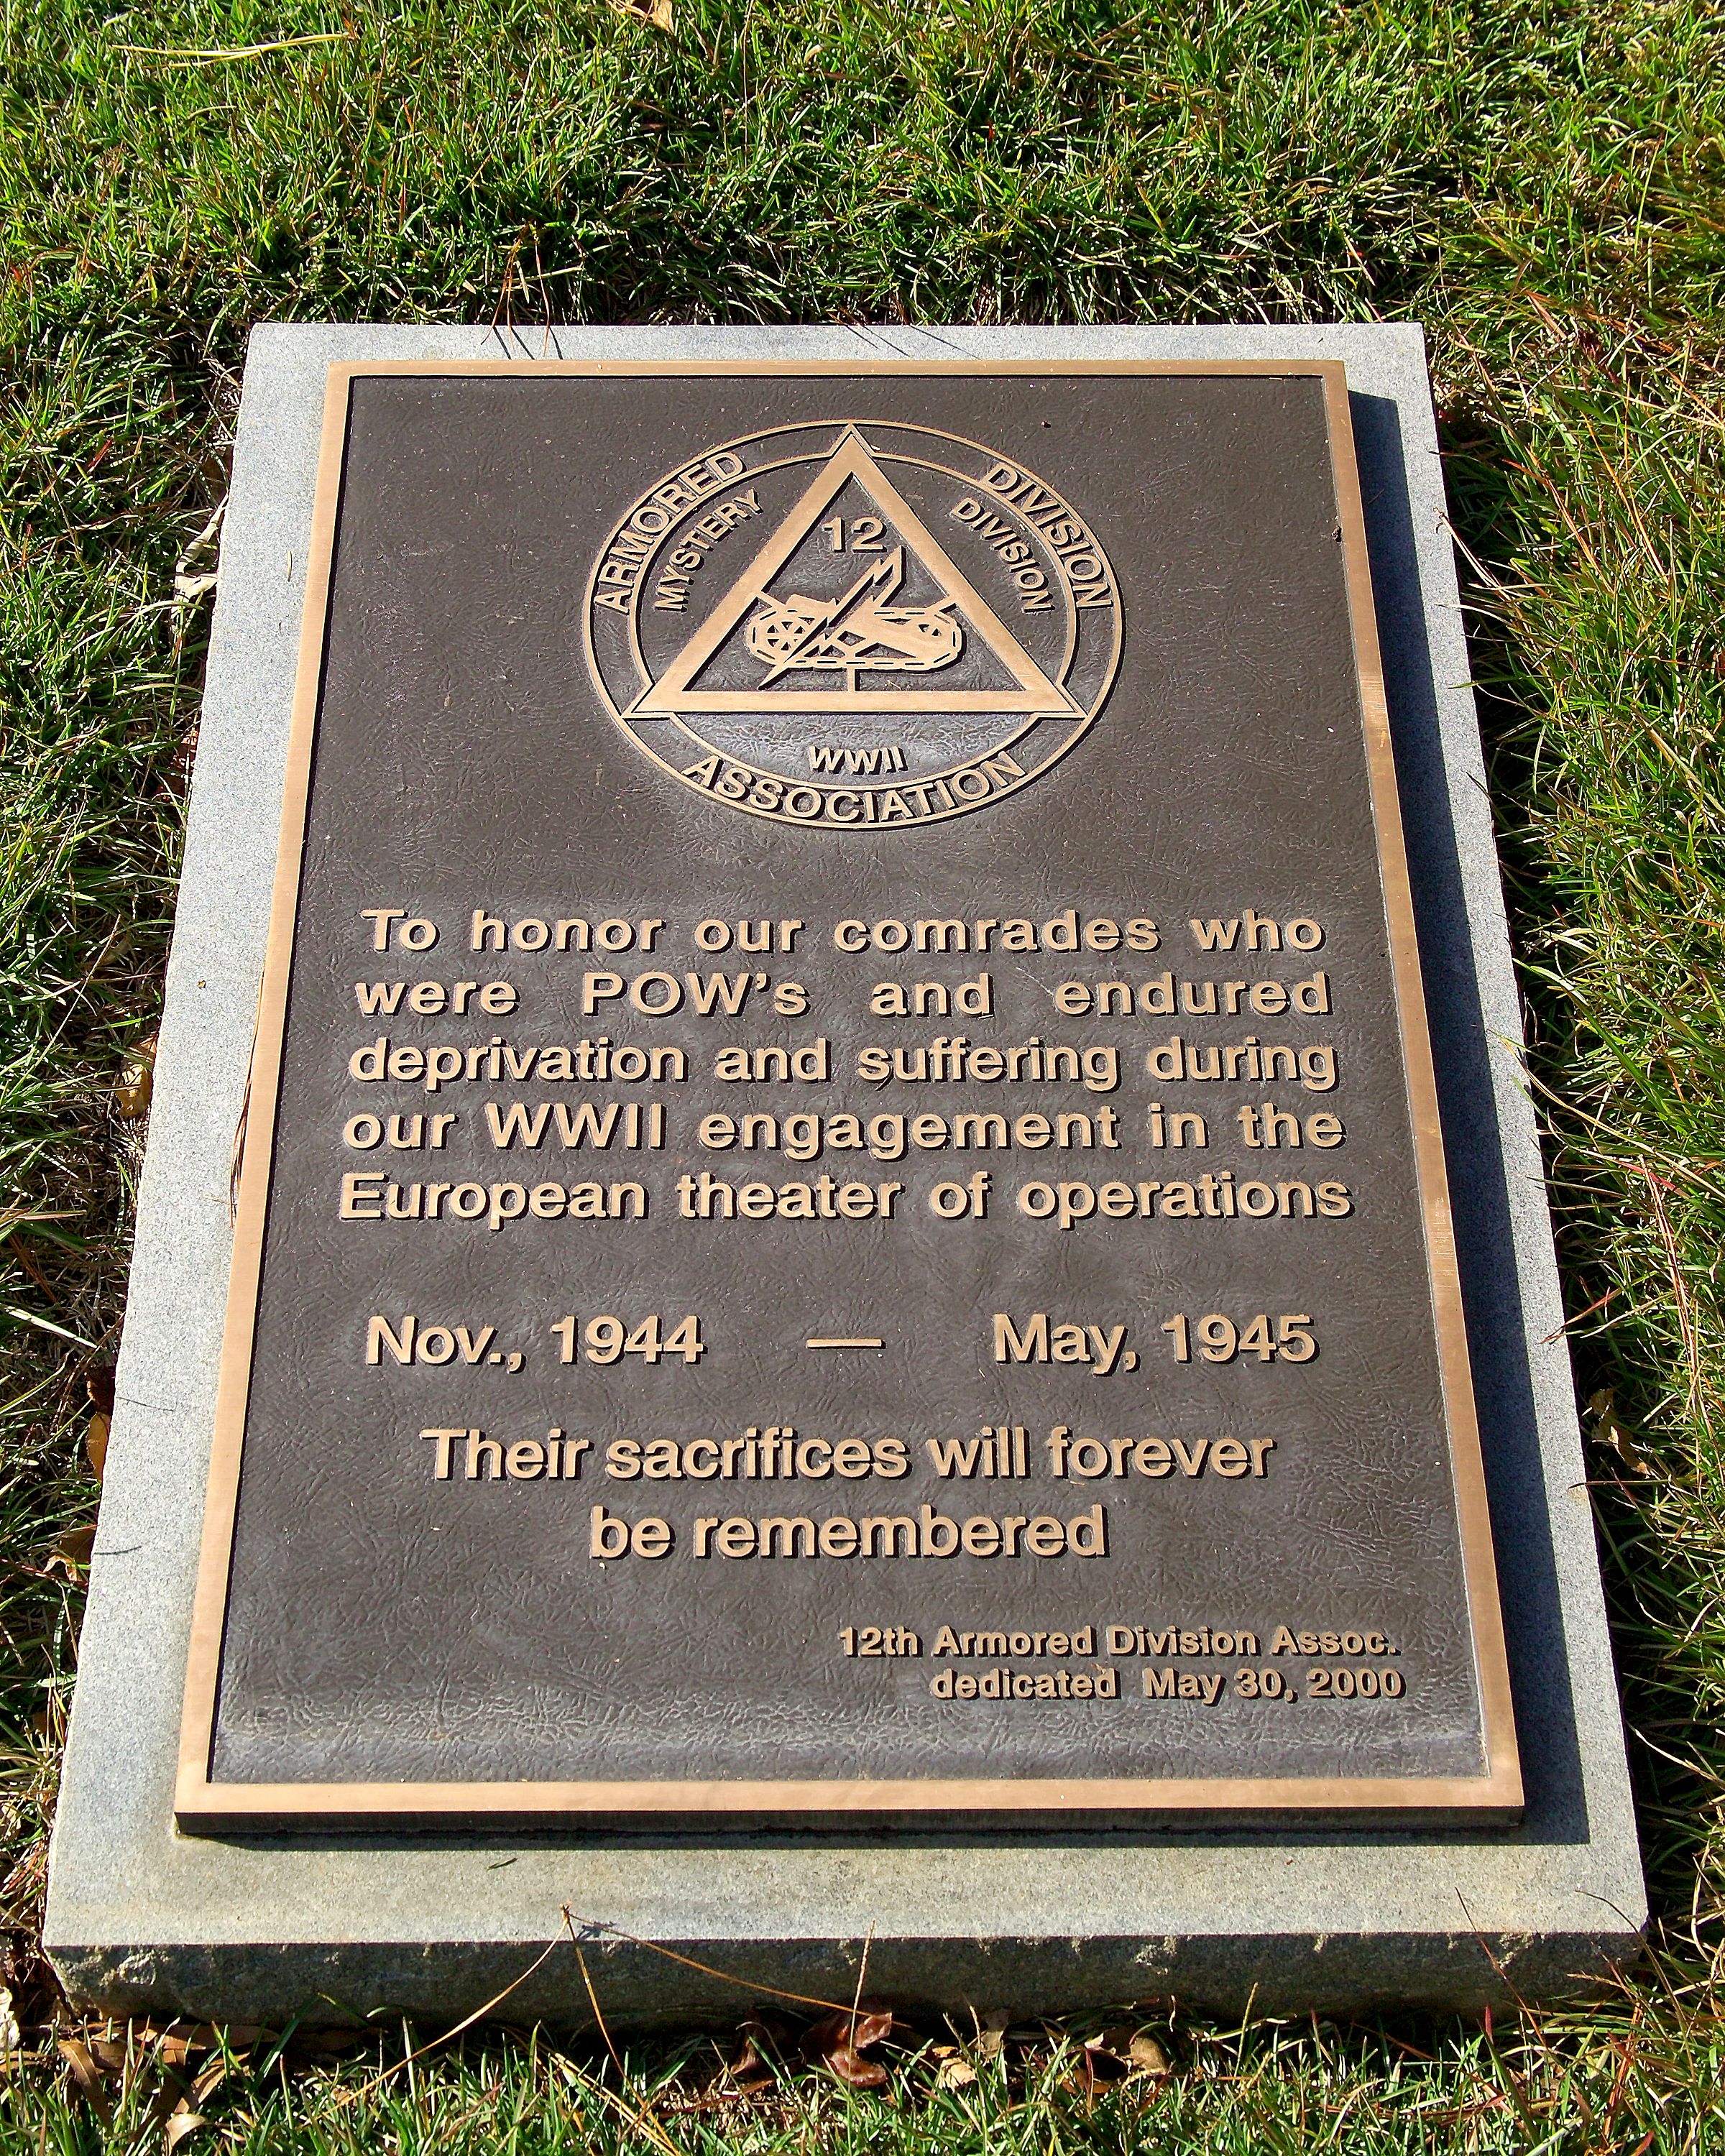 ARMORED DIVISION
MYSTERY DIVISION
12
WWII
ASSOCIATION
To honor our comrades who
were POW's and endured
deprivation and suffering during
our WWII engagement in the
European theater of operations
Nov., 1944 — May, 1945
Their sacrifices will forever
be remembered
12th Armored Division Assoc.
dedicated May 30, 2000